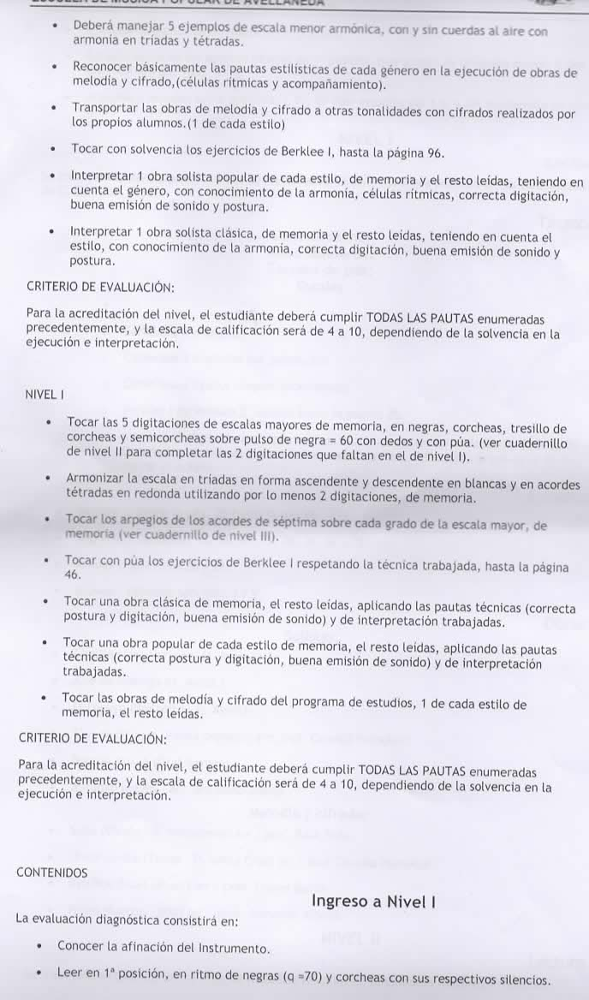 ESCUELA DE MÚSICA POPULAR DE AVELLANEDA
• Deberá manejar 5 ejemplos de escala menor armónica, con y sin cuerdas al aire con
armonía en tríadas y tétradas.
• Reconocer básicamente las pautas estilísticas de cada género en la ejecución de obras de
melodía y cifrado,(células rítmicas y acompañamiento).
• Transportar las obras de melodía y cifrado a otras tonalidades con cifrados realizados por
los propios alumnos.(1 de cada estilo)
• Tocar con solvencia los ejercicios de Berklee I, hasta la página 96.
• Interpretar 1 obra solista popular de cada estilo, de memoria y el resto leídas, teniendo en
cuenta el género, con conocimiento de la armonía, células rítmicas, correcta digitación,
buena emisión de sonido y postura.
• Interpretar 1 obra solista clásica, de memoria y el resto leídas, teniendo en cuenta el
estilo, con conocimiento de la armonía, correcta digitación, buena emisión de sonido y
postura.
CRITERIO DE EVALUACIÓN:
Para la acreditación del nivel, el estudiante deberá cumplir TODAS LAS PAUTAS enumeradas
precedentemente, y la escala de calificación será de 4 a 10, dependiendo de la solvencia en la
ejecución e interpretación.
NIVEL I
• Tocar las 5 digitaciones de escalas mayores de memoria, en negras, corcheas, tresillo de
corcheas y semicorcheas sobre pulso de negra = 60 con dedos y con púa. (ver cuadernillo
de nivel II para completar las 2 digitaciones que faltan en el de nivel I).
• Armonizar la escala en tríadas en forma ascendente y descendente en blancas y en acordes
tétradas en redonda utilizando por lo menos 2 digitaciones, de memoria.
• Tocar los arpegios de los acordes de séptima sobre cada grado de la escala mayor, de
memoria (ver cuadernillo de nivel III).
• Tocar con púa los ejercicios de Berklee I respetando la técnica trabajada, hasta la página
46.
• Tocar una obra clásica de memoria, el resto leídas, aplicando las pautas técnicas (correcta
postura y digitación, buena emisión de sonido) y de interpretación trabajadas.
• Tocar una obra popular de cada estilo de memoria, el resto leídas, aplicando las pautas
técnicas (correcta postura y digitación, buena emisión de sonido) y de interpretación
trabajadas.
• Tocar las obras de melodía y cifrado del programa de estudios, 1 de cada estilo de
memoria, el resto leídas.
CRITERIO DE EVALUACIÓN:
Para la acreditación del nivel, el estudiante deberá cumplir TODAS LAS PAUTAS enumeradas
precedentemente, y la escala de calificación será de 4 a 10, dependiendo de la solvencia en la
ejecución e interpretación.
CONTENIDOS
Ingreso a Nivel I
La evaluación diagnóstica consistirá en:
• Conocer la afinación del Instrumento.
• Leer en 1ª posición, en ritmo de negras (q =70) y corcheas con sus respectivos silencios.